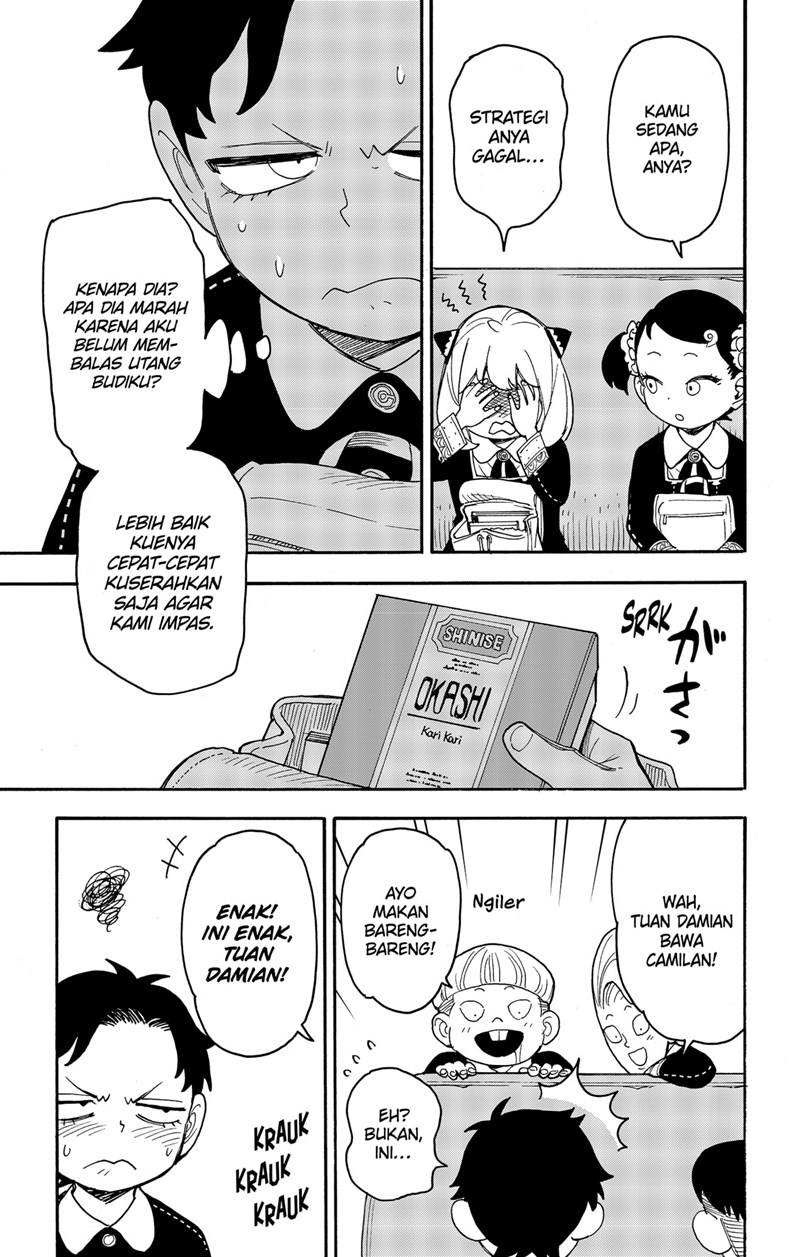 KAMU
SEDANG
APA,
ANYA?
STRATEGI
ANYA
GAGAL...
KENAPA DIA?
APA DIA MARAH
KARENA AKU
BELUM MEM-
BALAS UTANG
BUDIKU?
LEBIH BAIK
KUENYA
CEPAT-CEPAT
KUSERAHKAN
SAJA AGAR
KAMI IMPAS.
SRRK
がさっ
SHINISE
OKASHI
Kari Kari
WAH,
TUAN DAMIAN
BAWA
CAMILAN!
Ngiler
AYO
MAKAN
BARENG-
BARENG!
EH?
BUKAN,
INI...
ENAK!
INI ENAK,
TUAN
DAMIAN!
KRAUK
KRAUK
KRAUK